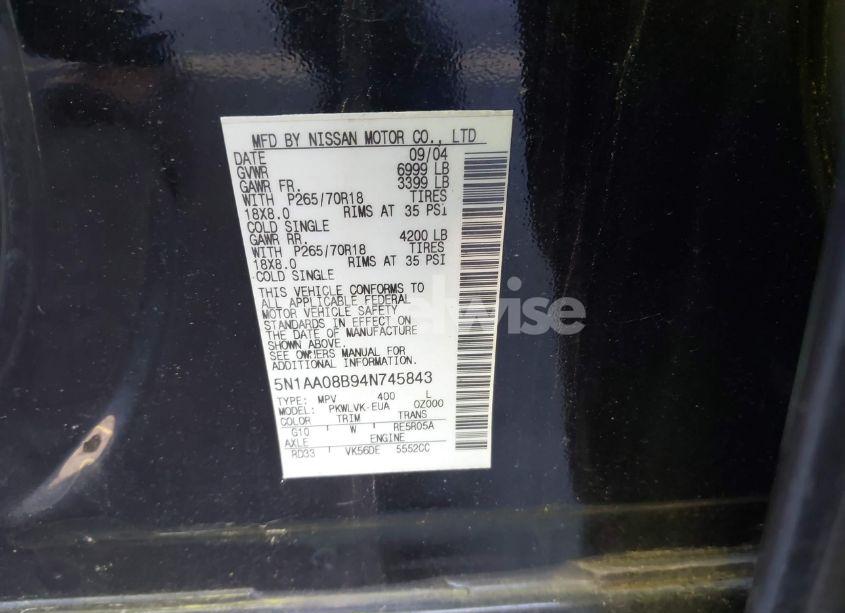 MFD BY NISSAN MOTOR CO., LTD
DATE 09/04
GVWR 6999 LB
GAWR FR. 3399 LB
WITH P265/70R18 TIRES
18X8.0 RIMS AT 35 PSI
COLD SINGLE
GAWR RR. 4200 LB
WITH P265/70R18 TIRES
18X8.0 RIMS AT 35 PSI
COLD SINGLE
THIS VEHICLE CONFORMS TO
ALL APPLICABLE FEDERAL
MOTOR VEHICLE SAFETY
STANDARDS IN EFFECT ON
THE DATE OF MANUFACTURE
SHOWN ABOVE.
SEE OWNERS MANUAL FOR
ADDITIONAL INFORMATION
5N1AA08B94N745843
TYPE: MPV 400 L
MODEL: PKWLVK-EUA 0Z000
COLOR TRIM TRANS
G10 W RE5R05A
AXLE ENGINE
RD33 VK56DE 5552CC